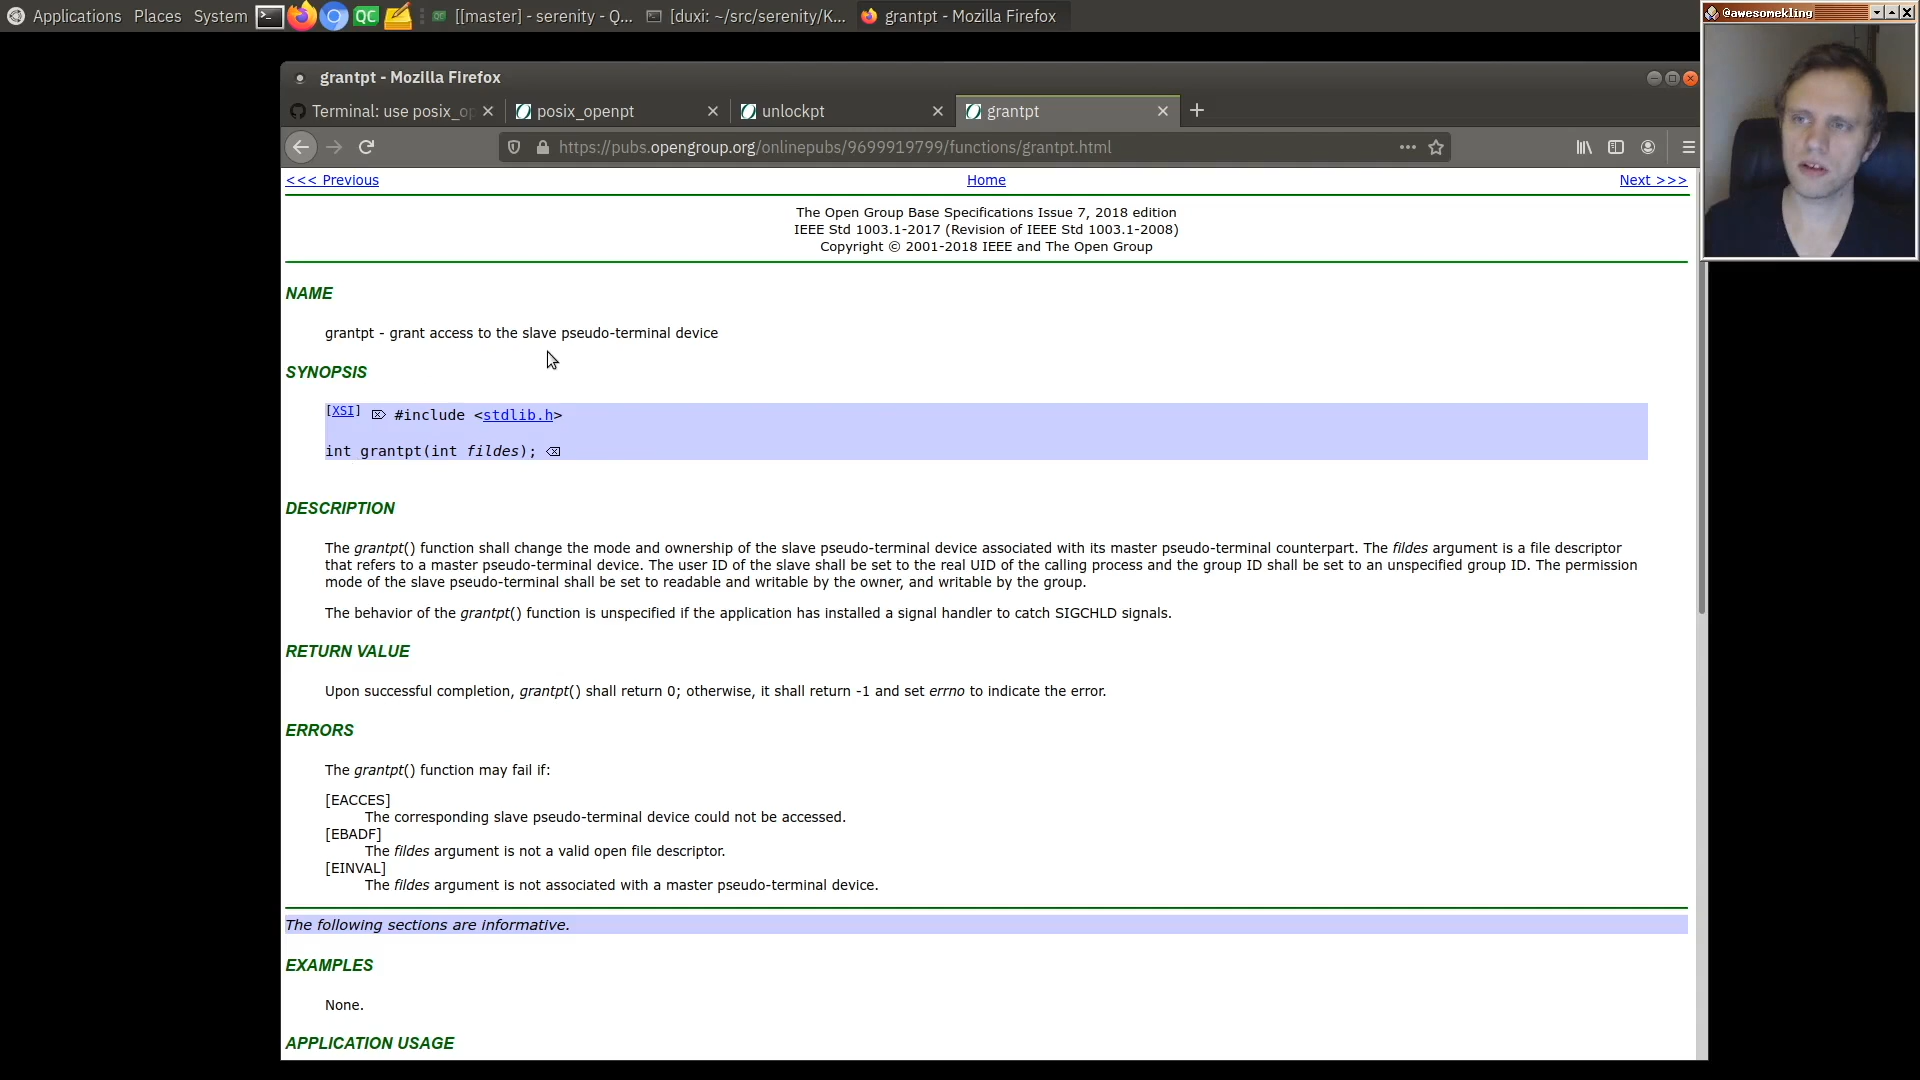 Applications Places System QC [[master] - serenity - Q... [duxi: ~/src/serenity/K... grantpt - Mozilla Firefox
@awesomekling
grantpt - Mozilla Firefox
Terminal: use posix_op posix_openpt unlockpt grantpt
https://pubs.opengroup.org/onlinepubs/9699919799/functions/grantpt.html
<<< Previous Home Next >>>
The Open Group Base Specifications Issue 7, 2018 edition
IEEE Std 1003.1-2017 (Revision of IEEE Std 1003.1-2008)
Copyright © 2001-2018 IEEE and The Open Group
NAME
grantpt - grant access to the slave pseudo-terminal device
SYNOPSIS
[XSI] ⌦ #include <stdlib.h>
int grantpt(int fildes); ⌫
DESCRIPTION
The grantpt() function shall change the mode and ownership of the slave pseudo-terminal device associated with its master pseudo-terminal counterpart. The fildes argument is a file descriptor
that refers to a master pseudo-terminal device. The user ID of the slave shall be set to the real UID of the calling process and the group ID shall be set to an unspecified group ID. The permission
mode of the slave pseudo-terminal shall be set to readable and writable by the owner, and writable by the group.
The behavior of the grantpt() function is unspecified if the application has installed a signal handler to catch SIGCHLD signals.
RETURN VALUE
Upon successful completion, grantpt() shall return 0; otherwise, it shall return -1 and set errno to indicate the error.
ERRORS
The grantpt() function may fail if:
[EACCES]
The corresponding slave pseudo-terminal device could not be accessed.
[EBADF]
The fildes argument is not a valid open file descriptor.
[EINVAL]
The fildes argument is not associated with a master pseudo-terminal device.
The following sections are informative.
EXAMPLES
None.
APPLICATION USAGE